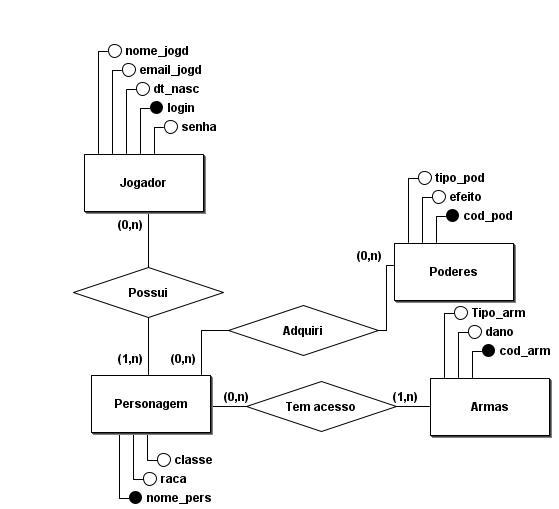 nome_jogd
email_jogd
dt_nasc
login
senha
Jogador
(0,n)
Possui
(1,n)
tipo_pod
efeito
cod_pod
(0,n)
Poderes
Adquiri
(0,n)
Tipo_arm
dano
cod_arm
Personagem
(0,n)
Tem acesso
(1,n)
Armas
classe
raca
nome_pers